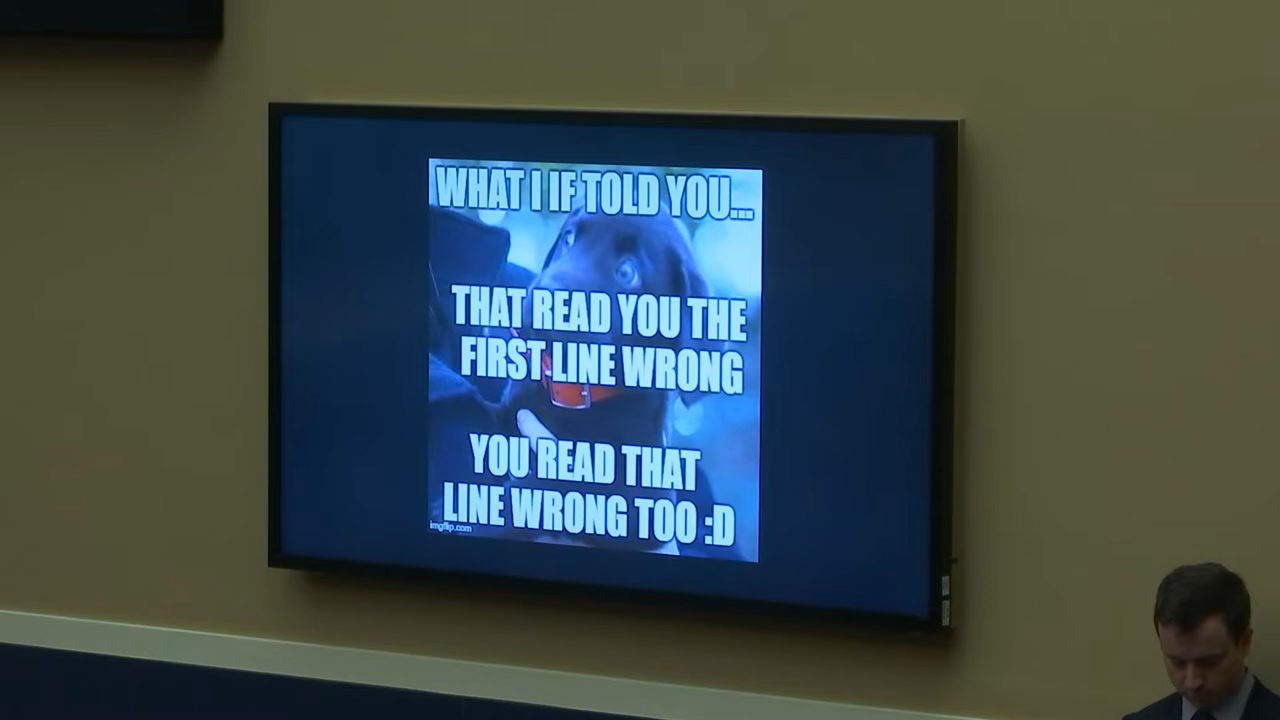 WHAT I IF TOLD YOU...
THAT READ YOU THE
FIRST LINE WRONG
YOU READ THAT
LINE WRONG TOO :D
imgflip.com